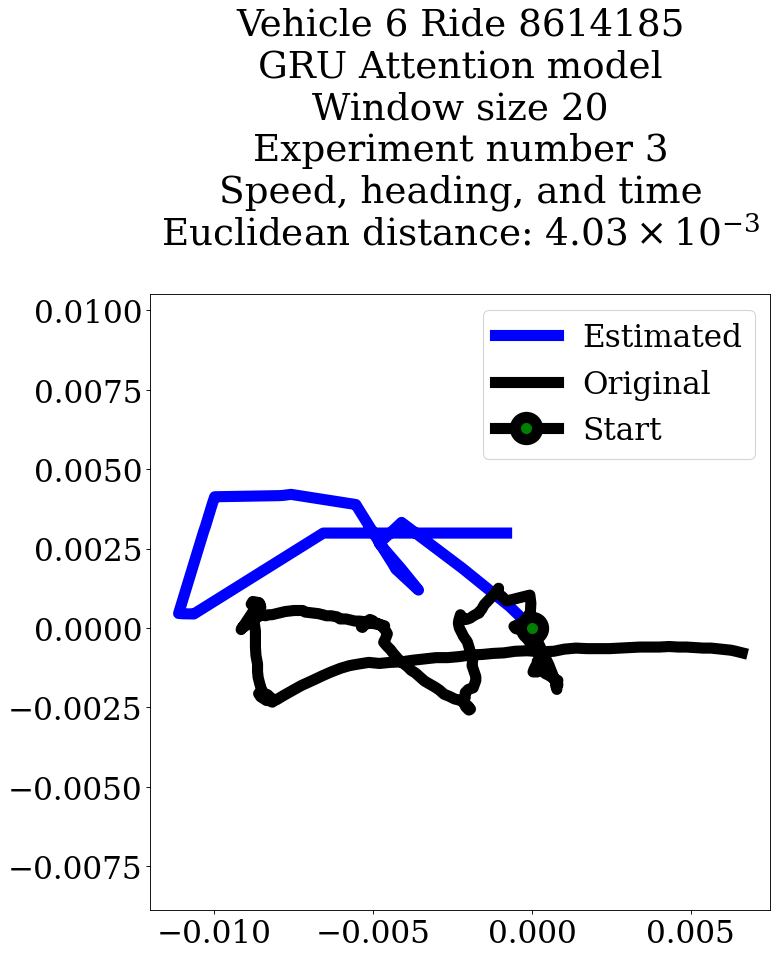 Vehicle 6 Ride 8614185
GRU Attention model
Window size 20
Experiment number 3
Speed, heading, and time
Euclidean distance: 4.03 × 10⁻³
0.0100
0.0075
0.0050
0.0025
0.0000
−0.0025
−0.0050
−0.0075
Estimated
Original
Start
−0.010 −0.005 0.000 0.005